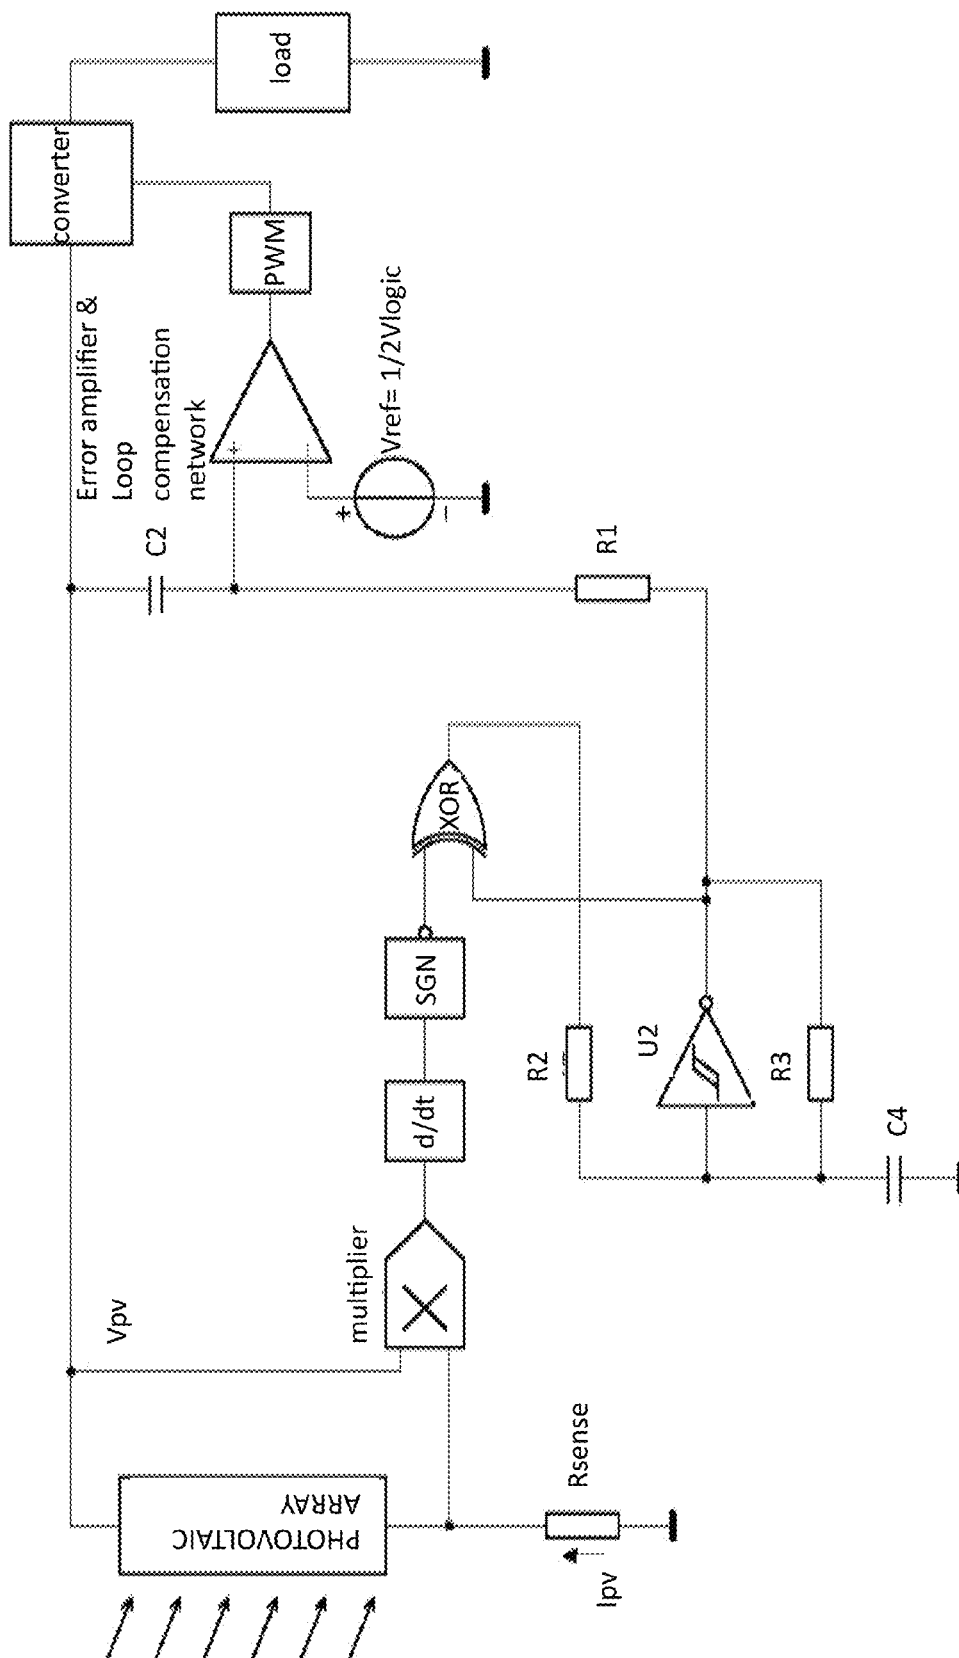 PHOTOVOLTAIC
ARRAY
Ipv
Rsense
Vpv
multiplier
d/dt
SGN
XOR
R2
U2
R3
C4
R1
C2
Error amplifier &
Loop
compensation
network
+
−
+
−
Vref= 1/2Vlogic
PWM
converter
load